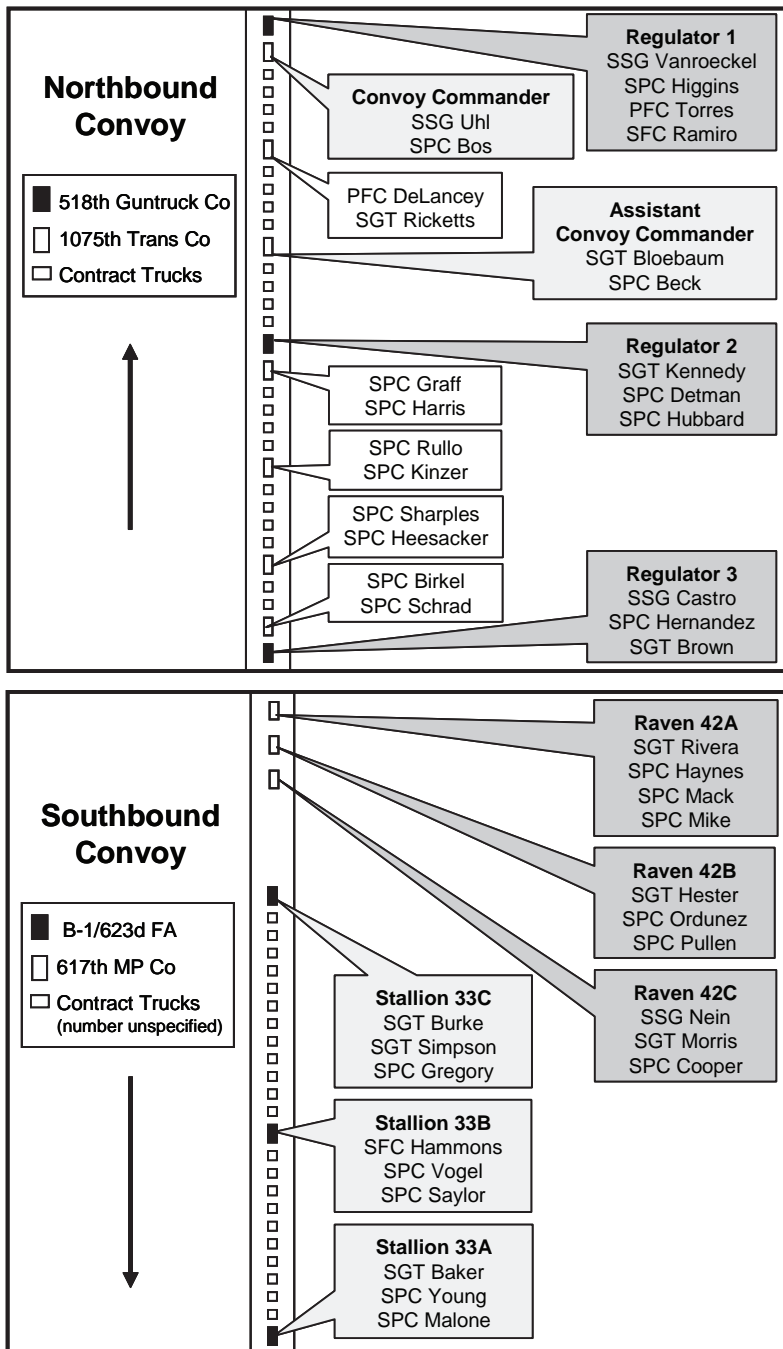 Northbound
Convoy
518th Guntruck Co
1075th Trans Co
Contract Trucks
Regulator 1
SSG Vanroeckel
SPC Higgins
PFC Torres
SFC Ramiro
Convoy Commander
SSG Uhl
SPC Bos
PFC DeLancey
SGT Ricketts
Assistant
Convoy Commander
SGT Bloebaum
SPC Beck
Regulator 2
SGT Kennedy
SPC Detman
SPC Hubbard
SPC Graff
SPC Harris
SPC Rullo
SPC Kinzer
SPC Sharples
SPC Heesacker
SPC Birkel
SPC Schrad
Regulator 3
SSG Castro
SPC Hernandez
SGT Brown
Southbound
Convoy
B-1/623d FA
617th MP Co
Contract Trucks
(number unspecified)
Raven 42A
SGT Rivera
SPC Haynes
SPC Mack
SPC Mike
Raven 42B
SGT Hester
SPC Ordunez
SPC Pullen
Raven 42C
SSG Nein
SGT Morris
SPC Cooper
Stallion 33C
SGT Burke
SGT Simpson
SPC Gregory
Stallion 33B
SFC Hammons
SPC Vogel
SPC Saylor
Stallion 33A
SGT Baker
SPC Young
SPC Malone